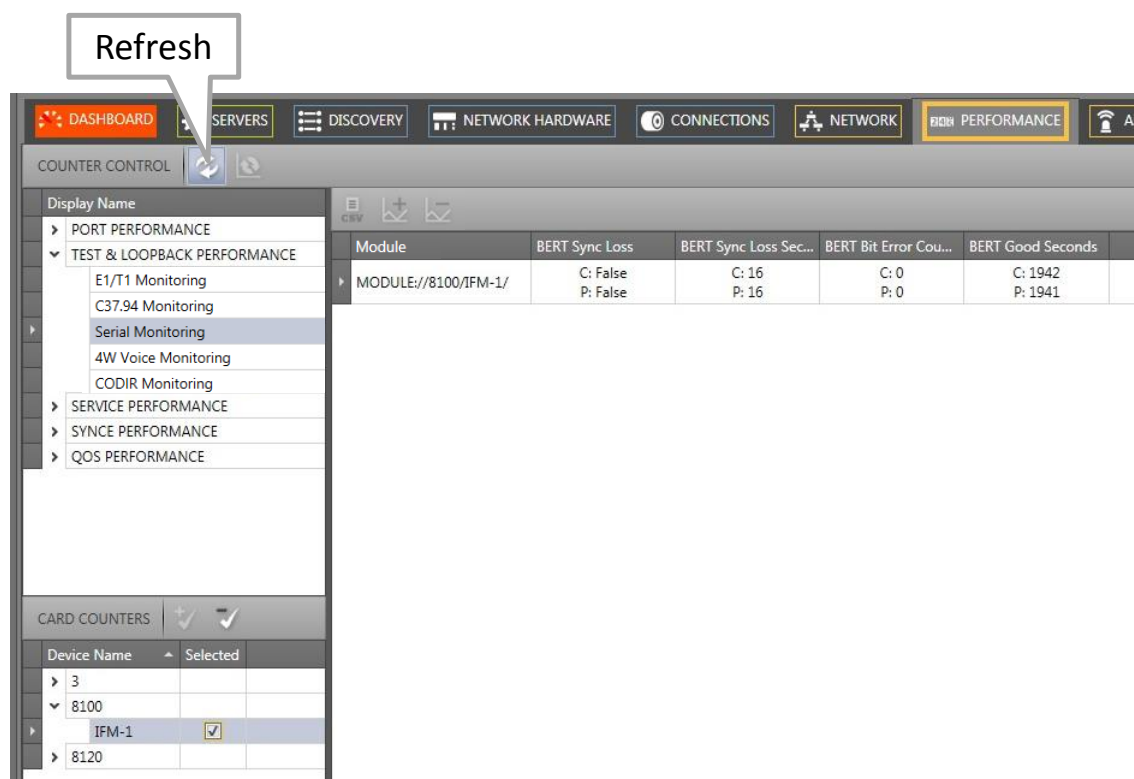 Refresh
DASHBOARD SERVERS DISCOVERY NETWORK HARDWARE CONNECTIONS NETWORK PERFORMANCE A
COUNTER CONTROL
Display Name
PORT PERFORMANCE
TEST & LOOPBACK PERFORMANCE
E1/T1 Monitoring
C37.94 Monitoring
Serial Monitoring
4W Voice Monitoring
CODIR Monitoring
SERVICE PERFORMANCE
SYNCE PERFORMANCE
QOS PERFORMANCE
CSV
Module BERT Sync Loss BERT Sync Loss Sec... BERT Bit Error Cou... BERT Good Seconds
MODULE://8100/IFM-1/ C: False C: 16 C: 0 C: 1942
P: False P: 16 P: 0 P: 1941
CARD COUNTERS
Device Name Selected
3
8100
IFM-1
8120